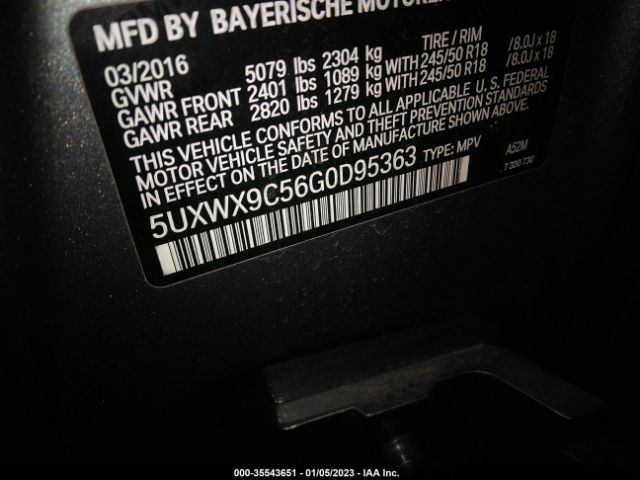 MFD BY BAYERISCHE
03/2016
GVWR 5079 lbs 2304 kg TIRE / RIM
GAWR FRONT 2401 lbs 1089 kg WITH 245/50 R18 / 8.0J x 18
GAWR REAR 2820 lbs 1279 kg WITH 245/50 R18 / 8.0J x 18
THIS VEHICLE CONFORMS TO ALL APPLICABLE U.S. FEDERAL
MOTOR VEHICLE SAFETY AND THEFT PREVENTION STANDARDS
IN EFFECT ON THE DATE OF MANUFACTURE SHOWN ABOVE.
5UXWX9C56G0D95363 TYPE: MPV A52M
7 320 730
000-35543651 - 01/05/2023 - IAA Inc.